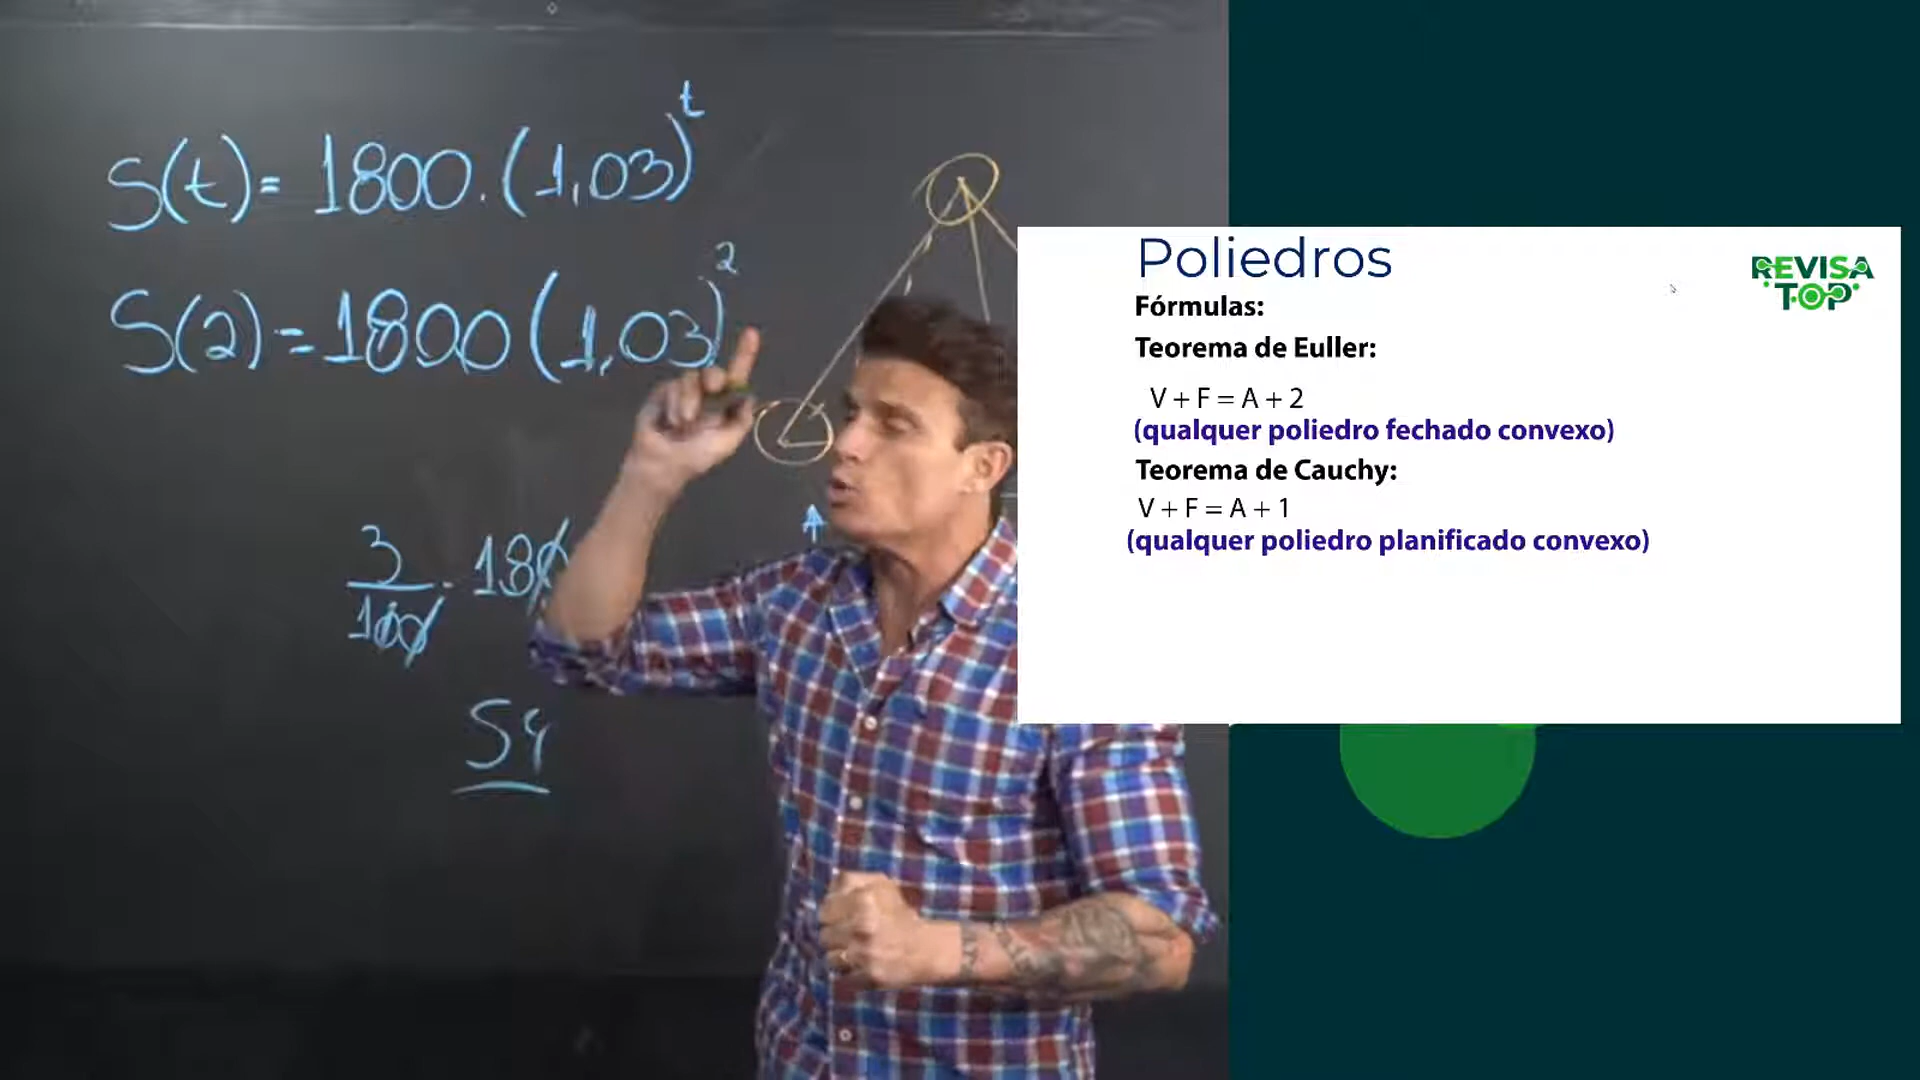 S(t) = 1800.(1,03)^t
S(2) = 1800(1,03)^2
3/100 . 180
54
Poliedros
REVISA
TOP
Fórmulas:
Teorema de Euller:
V + F = A + 2
(qualquer poliedro fechado convexo)
Teorema de Cauchy:
V + F = A + 1
(qualquer poliedro planificado convexo)